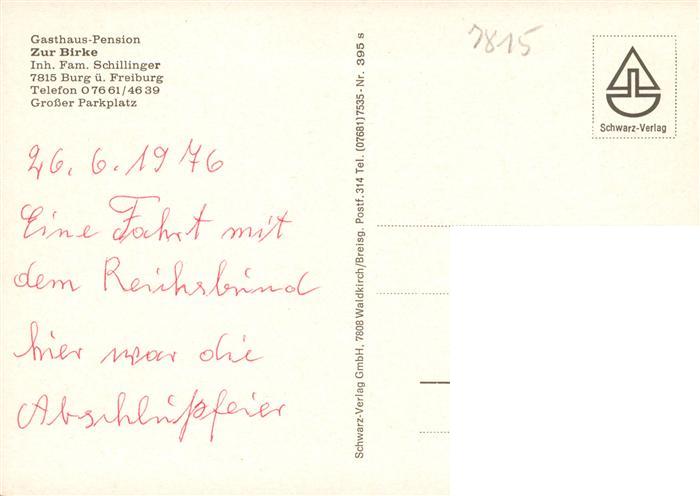 Gasthaus-Pension
Zur Birke
Inh. Fam. Schillinger
7815 Burg ü. Freiburg
Telefon 0 76 61/46 39
Großer Parkplatz
26. 6. 1976
Eine Fahrt mit
dem Reichsbund
hier war die
Abschlußfeier
Schwarz-Verlag GmbH, 7808 Waldkirch/Breisg. Postf. 314 Tel. (07681) 7535 - Nr. 395 s
7815
Schwarz-Verlag